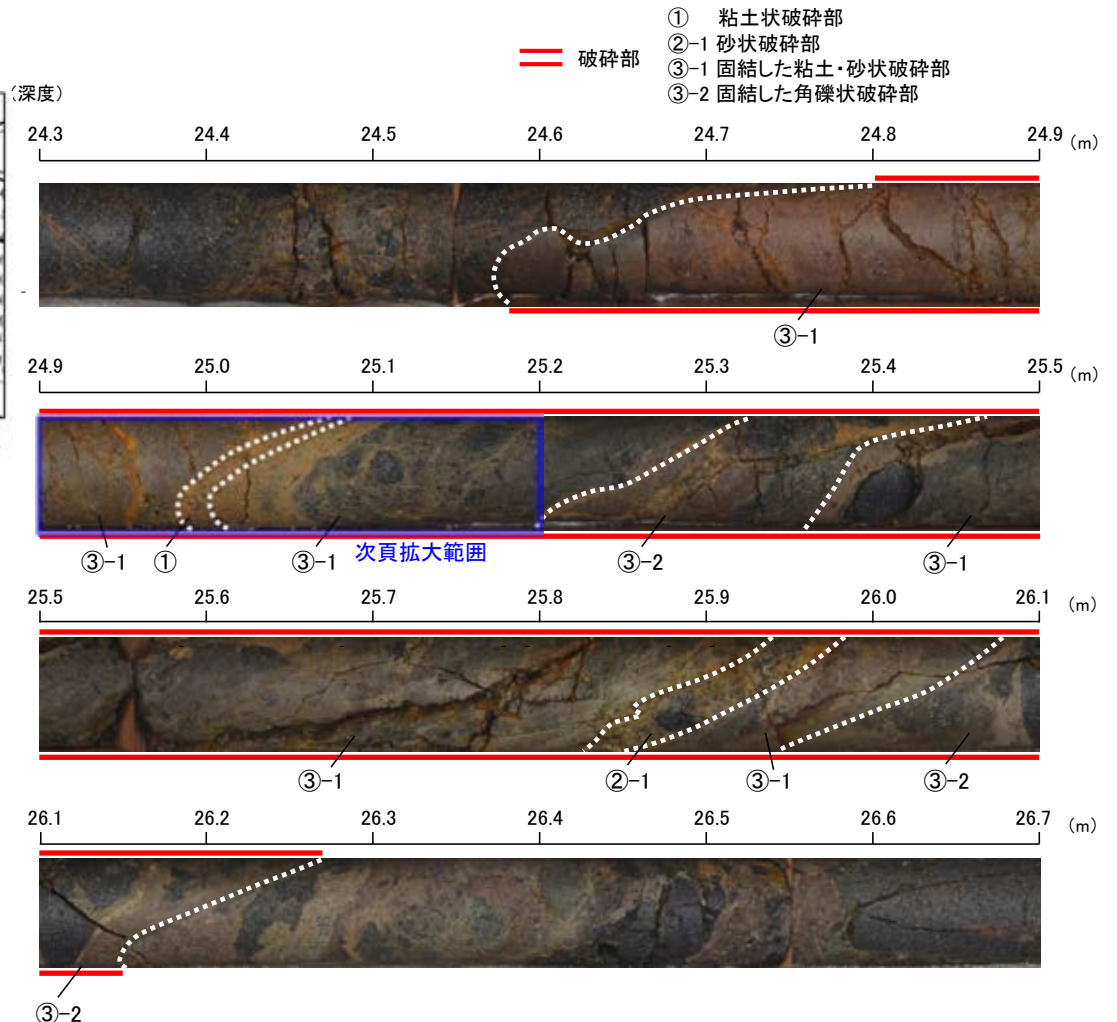 ① 粘土状破砕部
②-1 砂状破砕部
破砕部
③-1 固結した粘土・砂状破砕部
③-2 固結した角礫状破砕部
(深度)
24.3 24.4 24.5 24.6 24.7 24.8 24.9 (m)
③-1
24.9 25.0 25.1 25.2 25.3 25.4 25.5 (m)
③-1 ① ③-1 次頁拡大範囲 ③-2 ③-1
25.5 25.6 25.7 25.8 25.9 26.0 26.1 (m)
③-1 ②-1 ③-1 ③-2
26.1 26.2 26.3 26.4 26.5 26.6 26.7 (m)
③-2